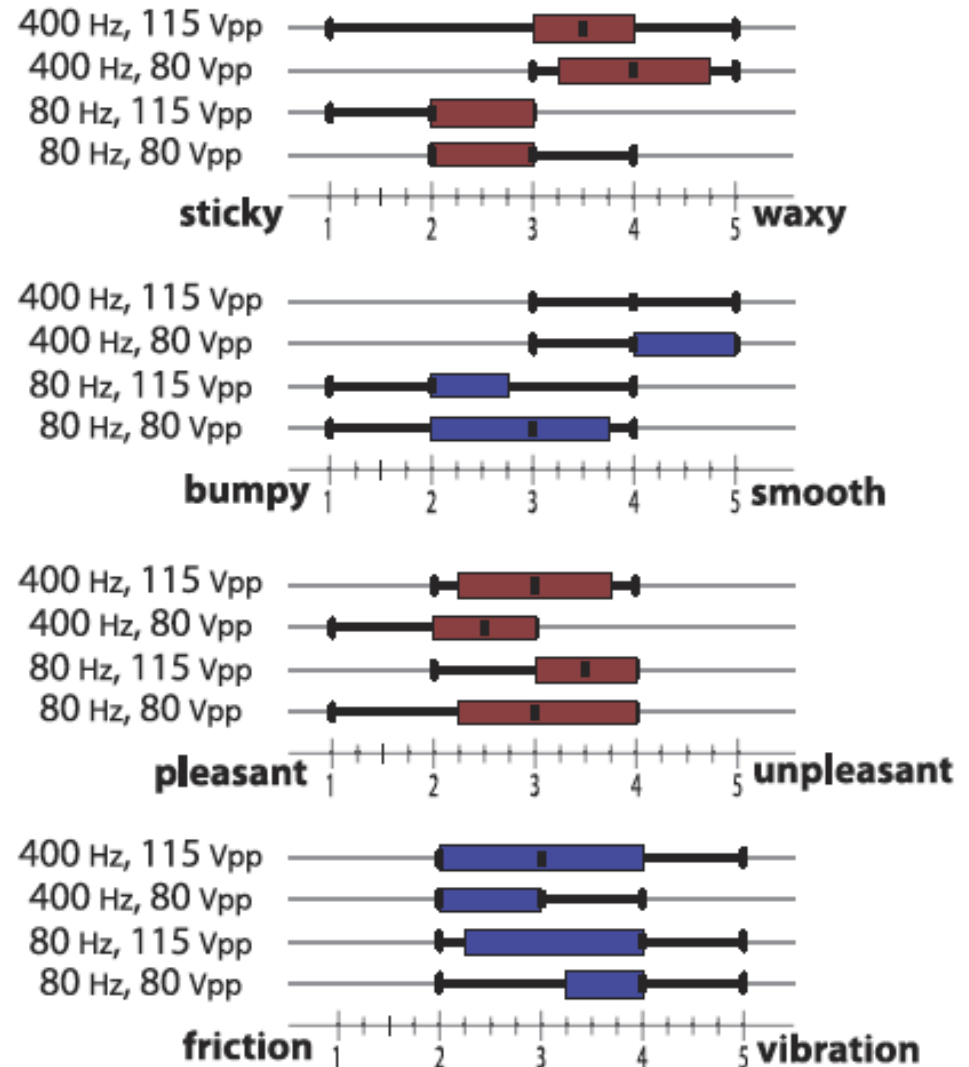 400 Hz, 115 Vpp
400 Hz, 80 Vpp
80 Hz, 115 Vpp
80 Hz, 80 Vpp
sticky 1 2 3 4 5 waxy
400 Hz, 115 Vpp
400 Hz, 80 Vpp
80 Hz, 115 Vpp
80 Hz, 80 Vpp
bumpy 1 2 3 4 5 smooth
400 Hz, 115 Vpp
400 Hz, 80 Vpp
80 Hz, 115 Vpp
80 Hz, 80 Vpp
pleasant 1 2 3 4 5 unpleasant
400 Hz, 115 Vpp
400 Hz, 80 Vpp
80 Hz, 115 Vpp
80 Hz, 80 Vpp
friction 1 2 3 4 5 vibration